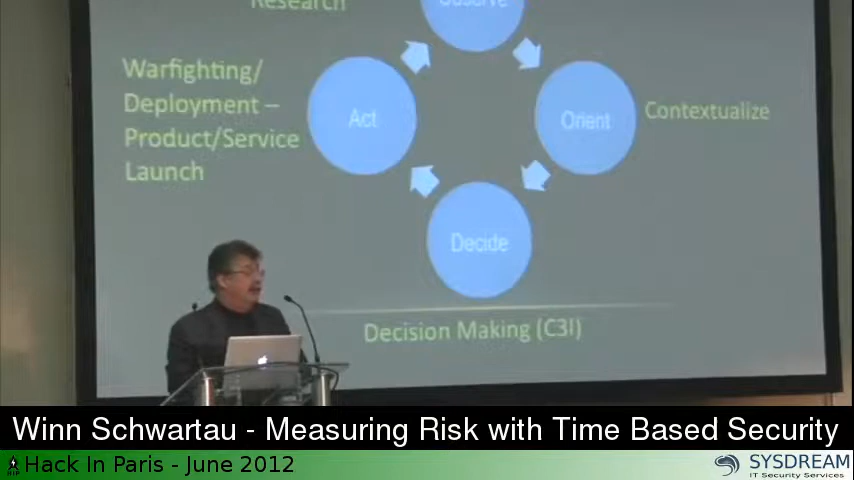 Research
Observe
Warfighting/
Deployment –
Product/Service
Launch
Act
Orient
Contextualize
Decide
Decision Making (C3I)
Winn Schwartau - Measuring Risk with Time Based Security
Hack In Paris - June 2012
SYSDREAM
IT Security Services